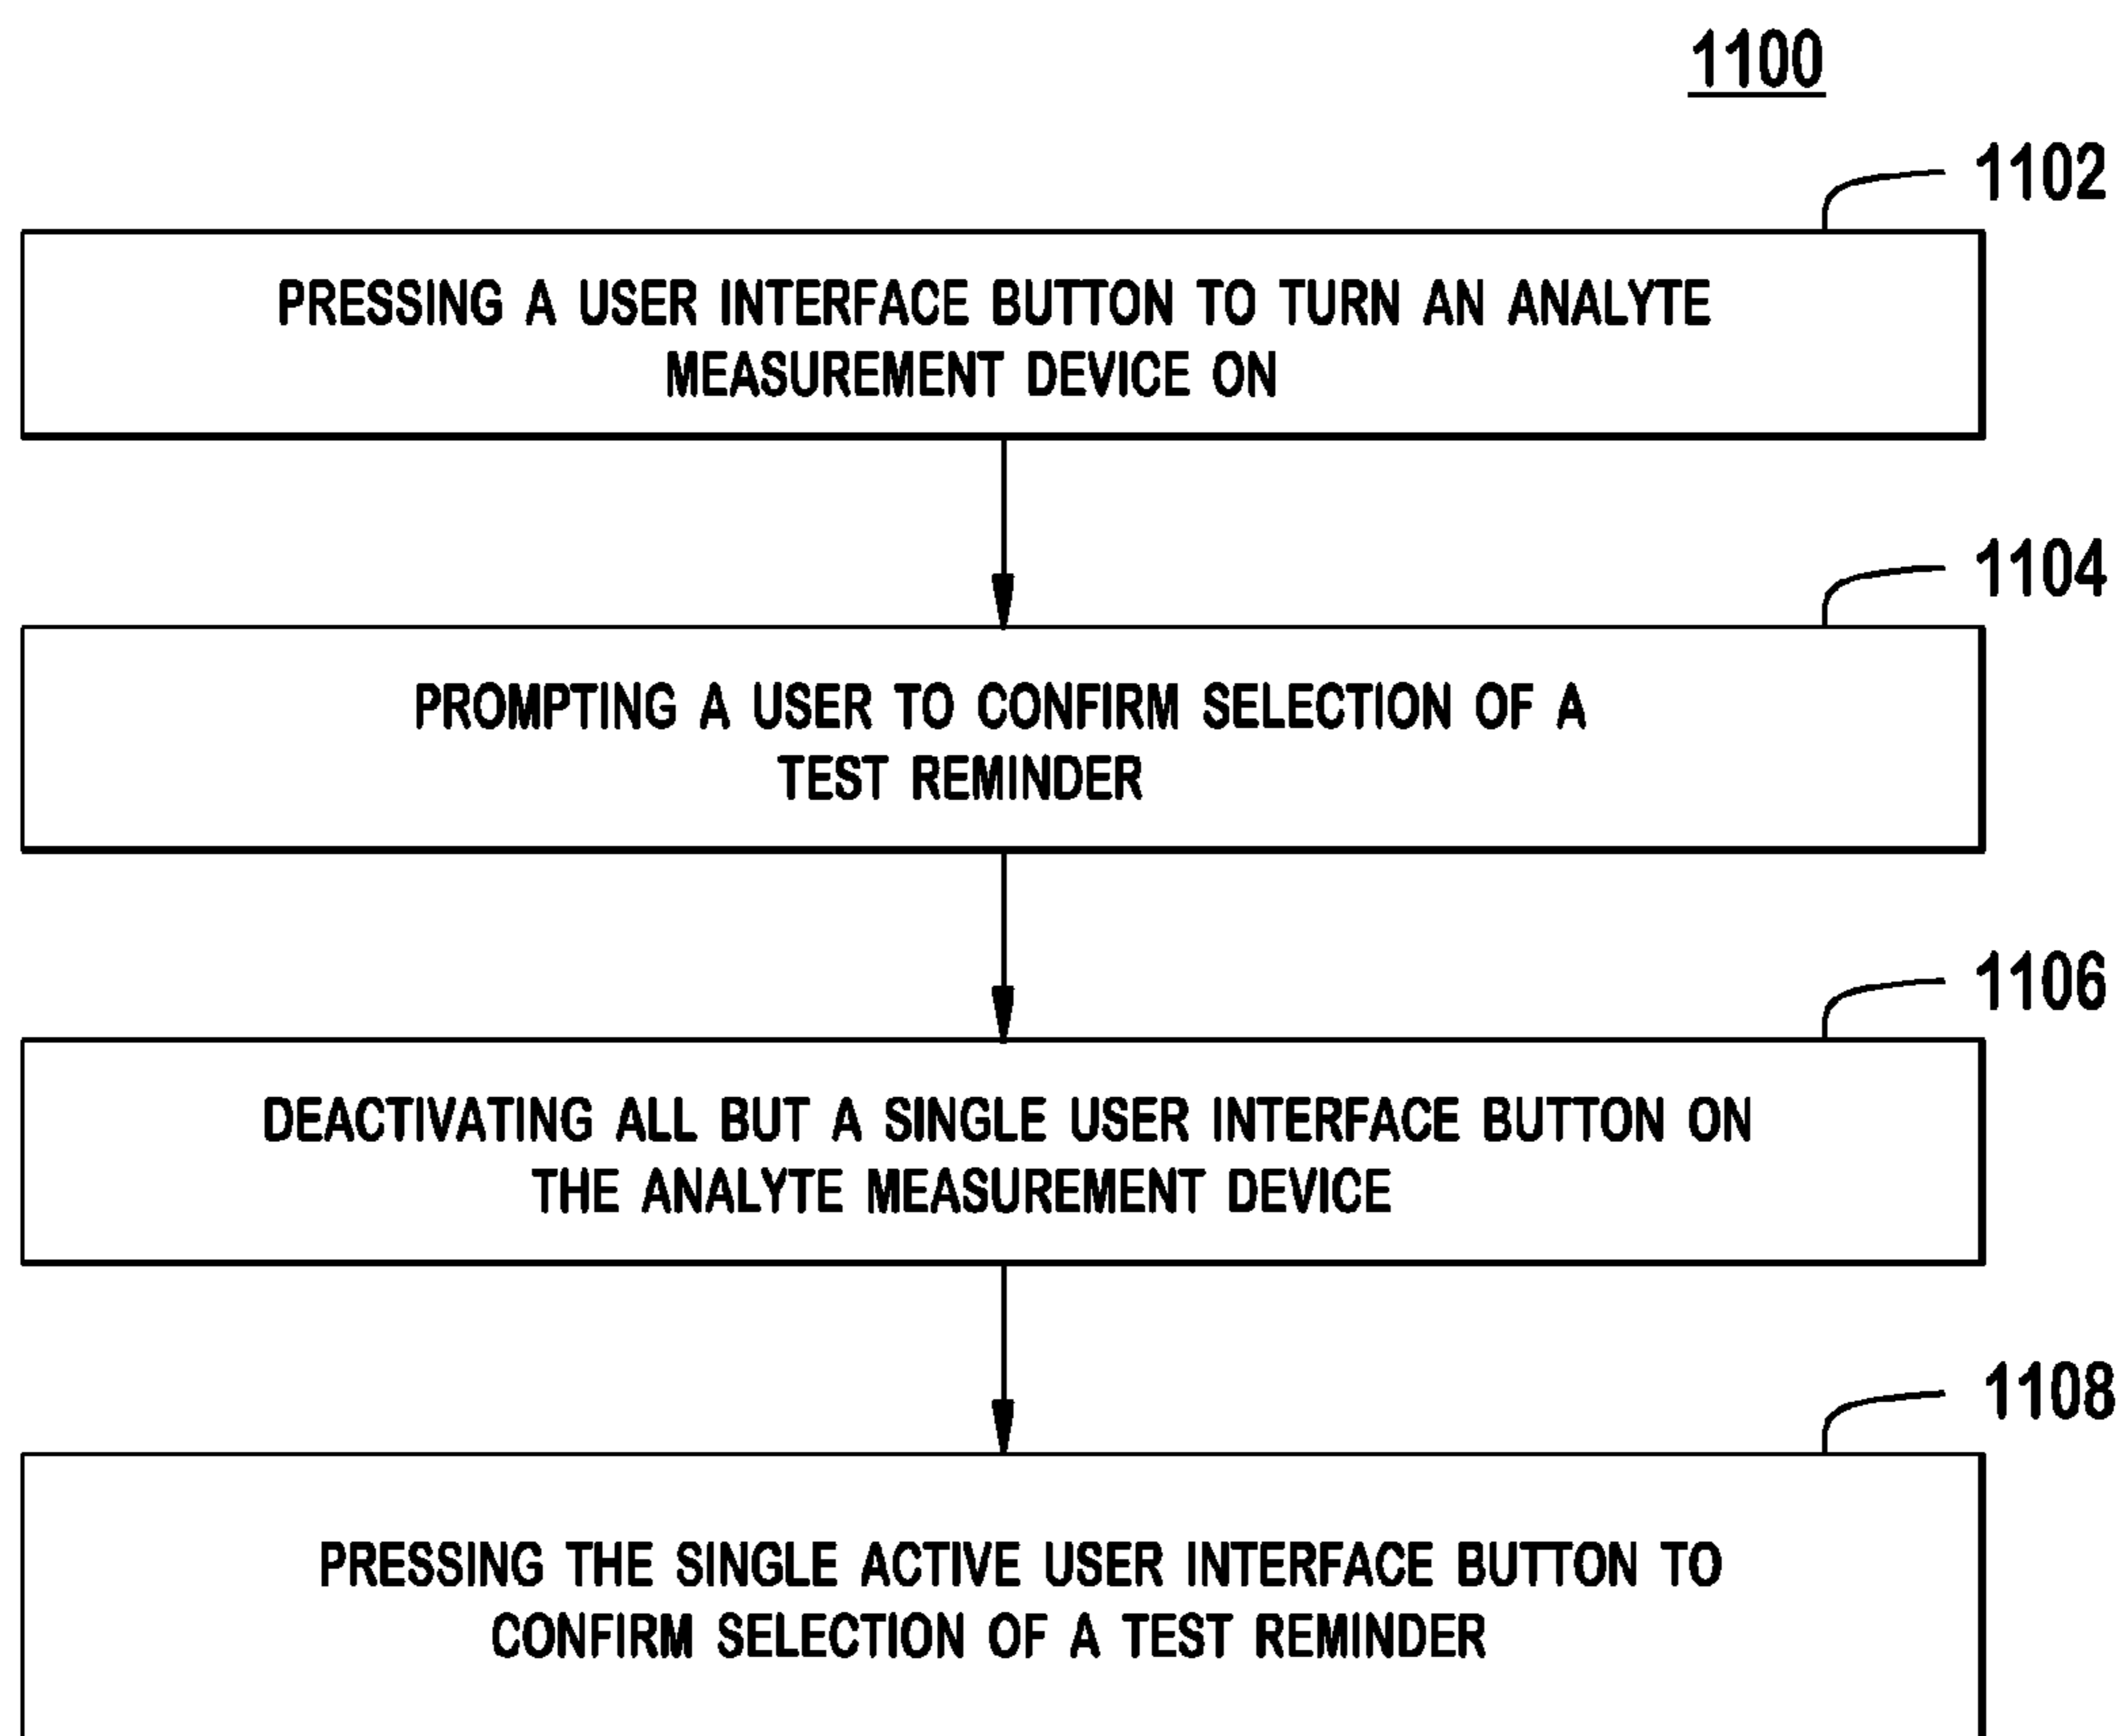 1100
1102
PRESSING A USER INTERFACE BUTTON TO TURN AN ANALYTE
MEASUREMENT DEVICE ON
1104
PROMPTING A USER TO CONFIRM SELECTION OF A
TEST REMINDER
1106
DEACTIVATING ALL BUT A SINGLE USER INTERFACE BUTTON ON
THE ANALYTE MEASUREMENT DEVICE
1108
PRESSING THE SINGLE ACTIVE USER INTERFACE BUTTON TO
CONFIRM SELECTION OF A TEST REMINDER